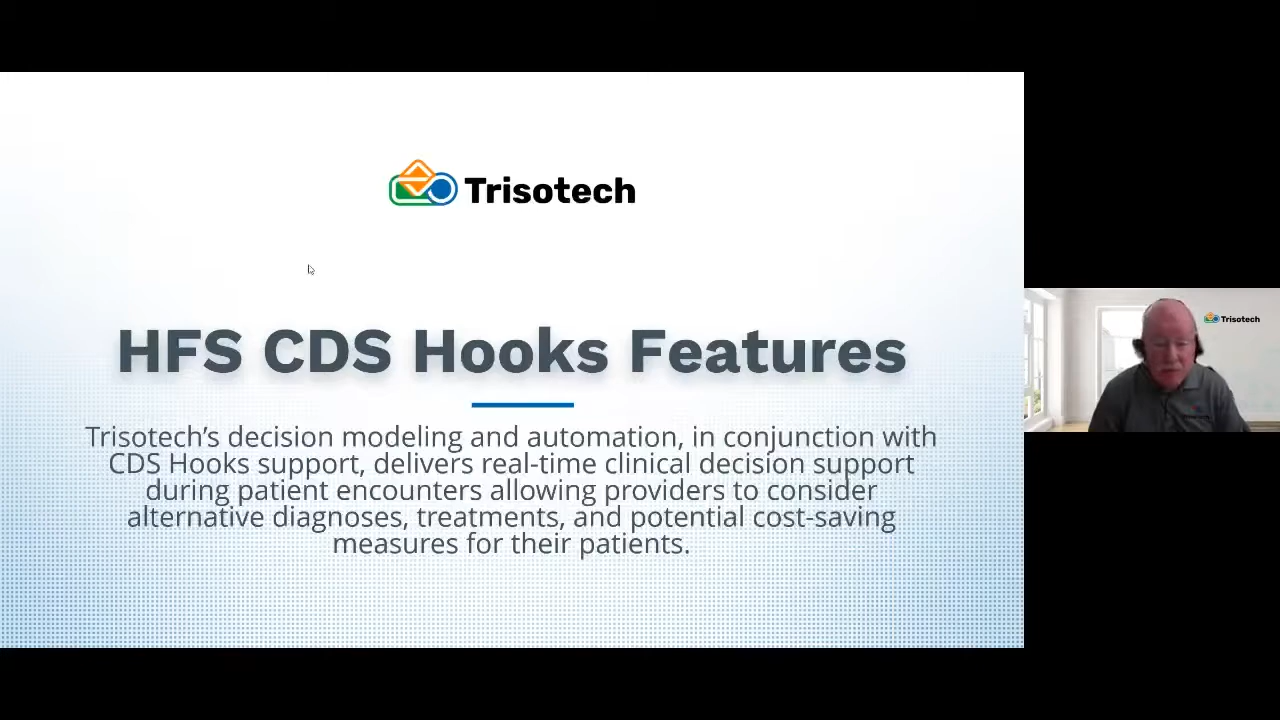 Trisotech
HFS CDS Hooks Features
Trisotech’s decision modeling and automation, in conjunction with
CDS Hooks support, delivers real-time clinical decision support
during patient encounters allowing providers to consider
alternative diagnoses, treatments, and potential cost-saving
measures for their patients.
Trisotech